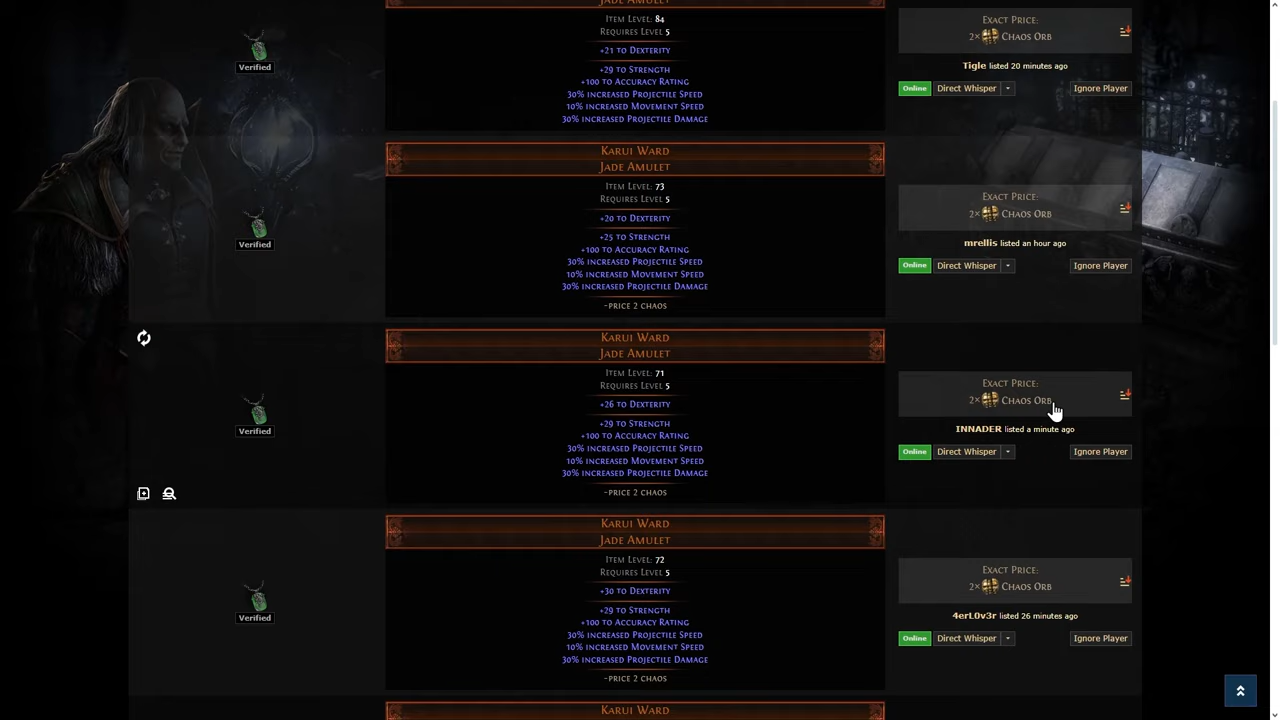 Jade Amulet
Item Level: 84
Requires Level 5
+21 to Dexterity
+29 to Strength
+100 to Accuracy Rating
30% increased Projectile Speed
10% increased Movement Speed
30% increased Projectile Damage
Verified
Exact Price:
2× Chaos Orb
Tigle listed 20 minutes ago
Online Direct Whisper Ignore Player
Karui Ward
Jade Amulet
Item Level: 73
Requires Level 5
+20 to Dexterity
+25 to Strength
+100 to Accuracy Rating
30% increased Projectile Speed
10% increased Movement Speed
30% increased Projectile Damage
~price 2 chaos
Verified
Exact Price:
2× Chaos Orb
mrellis listed an hour ago
Online Direct Whisper Ignore Player
Karui Ward
Jade Amulet
Item Level: 71
Requires Level 5
+26 to Dexterity
+29 to Strength
+100 to Accuracy Rating
30% increased Projectile Speed
10% increased Movement Speed
30% increased Projectile Damage
~price 2 chaos
Verified
Exact Price:
2× Chaos Orb
INNADER listed a minute ago
Online Direct Whisper Ignore Player
Karui Ward
Jade Amulet
Item Level: 72
Requires Level 5
+30 to Dexterity
+29 to Strength
+100 to Accuracy Rating
30% increased Projectile Speed
10% increased Movement Speed
30% increased Projectile Damage
~price 2 chaos
Verified
Exact Price:
2× Chaos Orb
4erL0v3r listed 26 minutes ago
Online Direct Whisper Ignore Player
Karui Ward